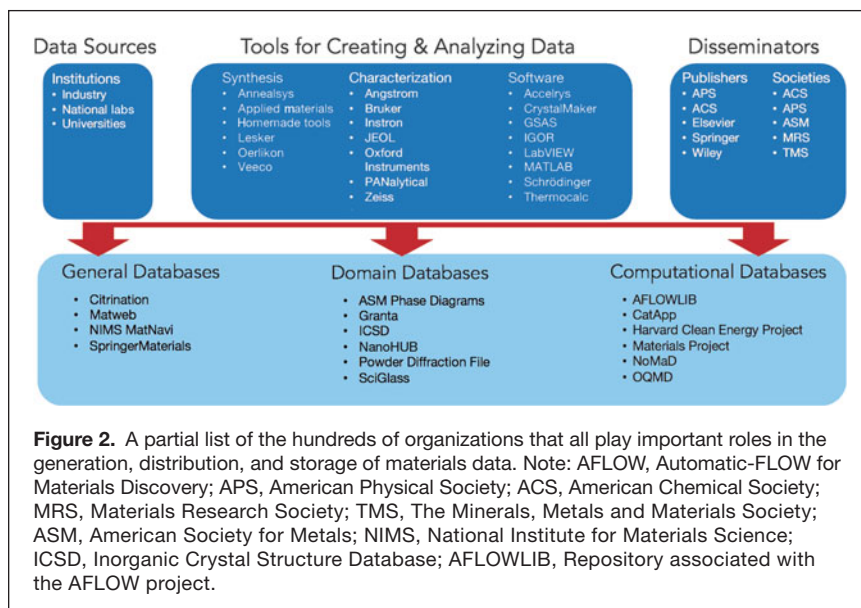 Data Sources
Tools for Creating & Analyzing Data
Disseminators
Institutions
• Industry
• National labs
• Universities
Synthesis
• Annealsys
• Applied materials
• Homemade tools
• Lesker
• Oerlikon
• Veeco
Characterization
• Angstrom
• Bruker
• Instron
• JEOL
• Oxford
Instruments
• PANalytical
• Zeiss
Software
• Accelrys
• CrystalMaker
• GSAS
• IGOR
• LabVIEW
• MATLAB
• Schrödinger
• Thermocalc
Publishers
• APS
• ACS
• Elsevier
• Springer
• Wiley
Societies
• ACS
• APS
• ASM
• MRS
• TMS
General Databases
• Citrination
• Matweb
• NIMS MatNavi
• SpringerMaterials
Domain Databases
• ASM Phase Diagrams
• Granta
• ICSD
• NanoHUB
• Powder Diffraction File
• SciGlass
Computational Databases
• AFLOWLIB
• CatApp
• Harvard Clean Energy Project
• Materials Project
• NoMaD
• OQMD
Figure 2. A partial list of the hundreds of organizations that all play important roles in the
generation, distribution, and storage of materials data. Note: AFLOW, Automatic-FLOW for
Materials Discovery; APS, American Physical Society; ACS, American Chemical Society;
MRS, Materials Research Society; TMS, The Minerals, Metals and Materials Society;
ASM, American Society for Metals; NIMS, National Institute for Materials Science;
ICSD, Inorganic Crystal Structure Database; AFLOWLIB, Repository associated with
the AFLOW project.